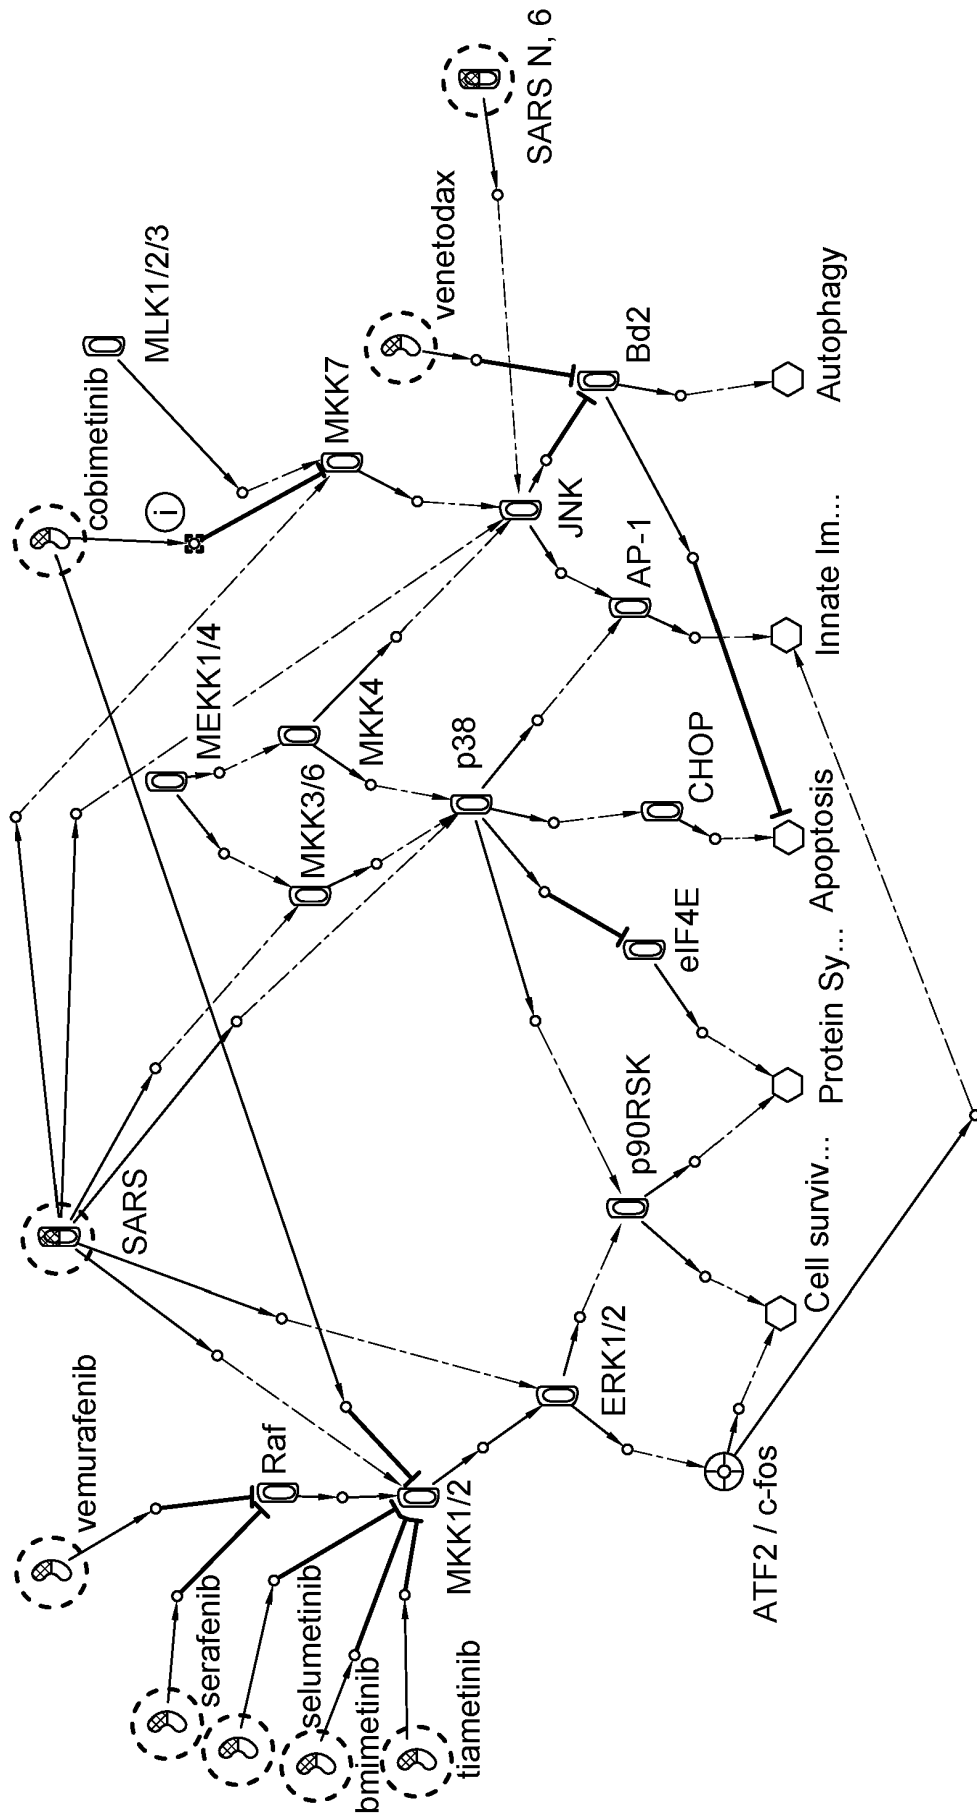 vemurafenib
cobimetinib
SARS
MLK1/2/3
i
serafenib
MEKK1/4
Raf
selumetinib
MKK3/6
MKK7
bmimetinib
MKK4
venetodax
MKK1/2
tiametinib
p38
SARS N, 6
JNK
ERK1/2
p90RSK
AP-1
Bd2
eIF4E
CHOP
ATF2 / c-fos
Cell surviv...
Protein Sy...
Apoptosis
Innate Im...
Autophagy